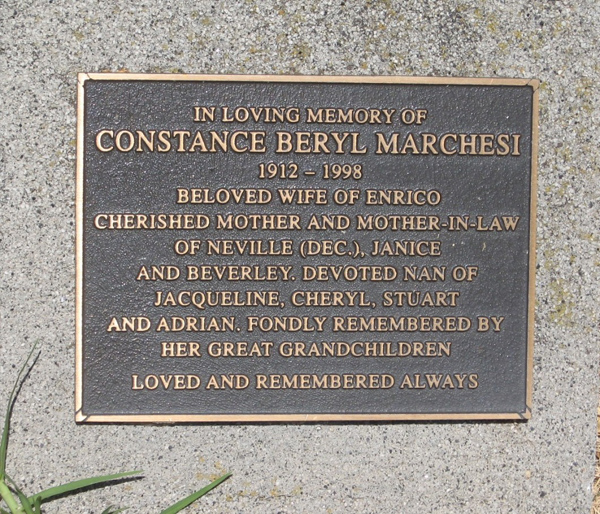 IN LOVING MEMORY OF
CONSTANCE BERYL MARCHESI
1912 – 1998
BELOVED WIFE OF ENRICO
CHERISHED MOTHER AND MOTHER-IN-LAW
OF NEVILLE (DEC.), JANICE
AND BEVERLEY. DEVOTED NAN OF
JACQUELINE, CHERYL, STUART
AND ADRIAN. FONDLY REMEMBERED BY
HER GREAT GRANDCHILDREN
LOVED AND REMEMBERED ALWAYS